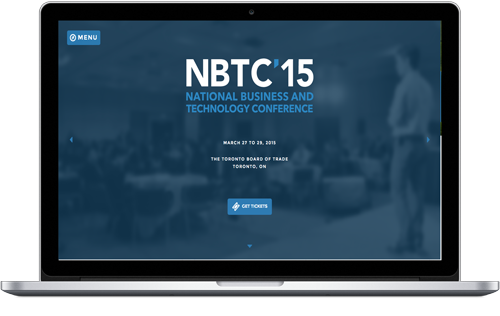 MENU
NBTC'15
NATIONAL BUSINESS AND
TECHNOLOGY CONFERENCE
MARCH 27 TO 29, 2015
THE TORONTO BOARD OF TRADE
TORONTO, ON
GET TICKETS